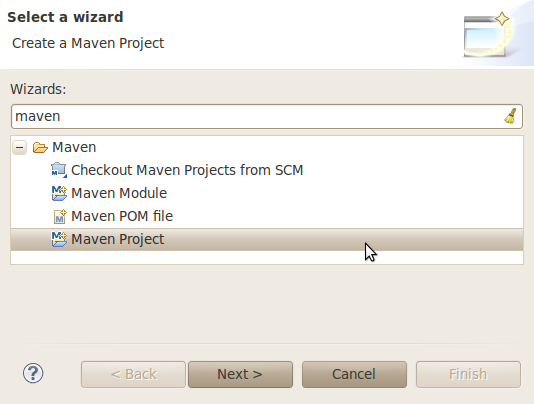 Select a wizard
Create a Maven Project
Wizards:
maven
Maven
Checkout Maven Projects from SCM
Maven Module
Maven POM file
Maven Project
? < Back Next > Cancel Finish